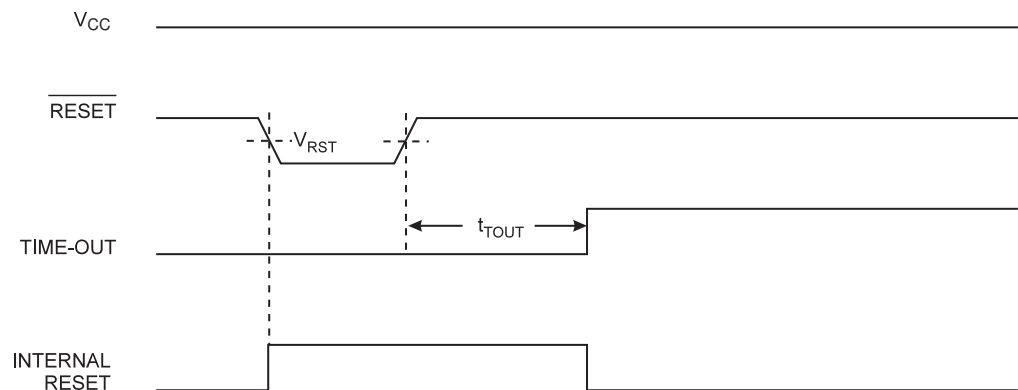 VCC
RESET
VRST
tTOUT
TIME-OUT
INTERNAL
RESET